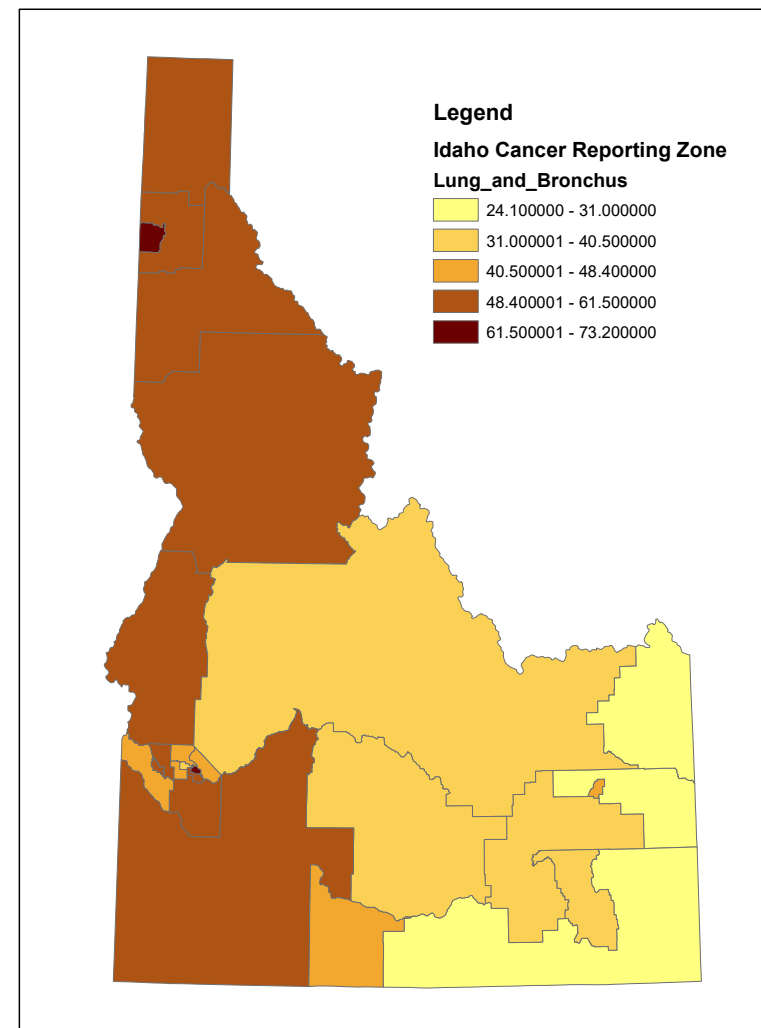 Legend
Idaho Cancer Reporting Zone
Lung_and_Bronchus
24.100000 - 31.000000
31.000001 - 40.500000
40.500001 - 48.400000
48.400001 - 61.500000
61.500001 - 73.200000